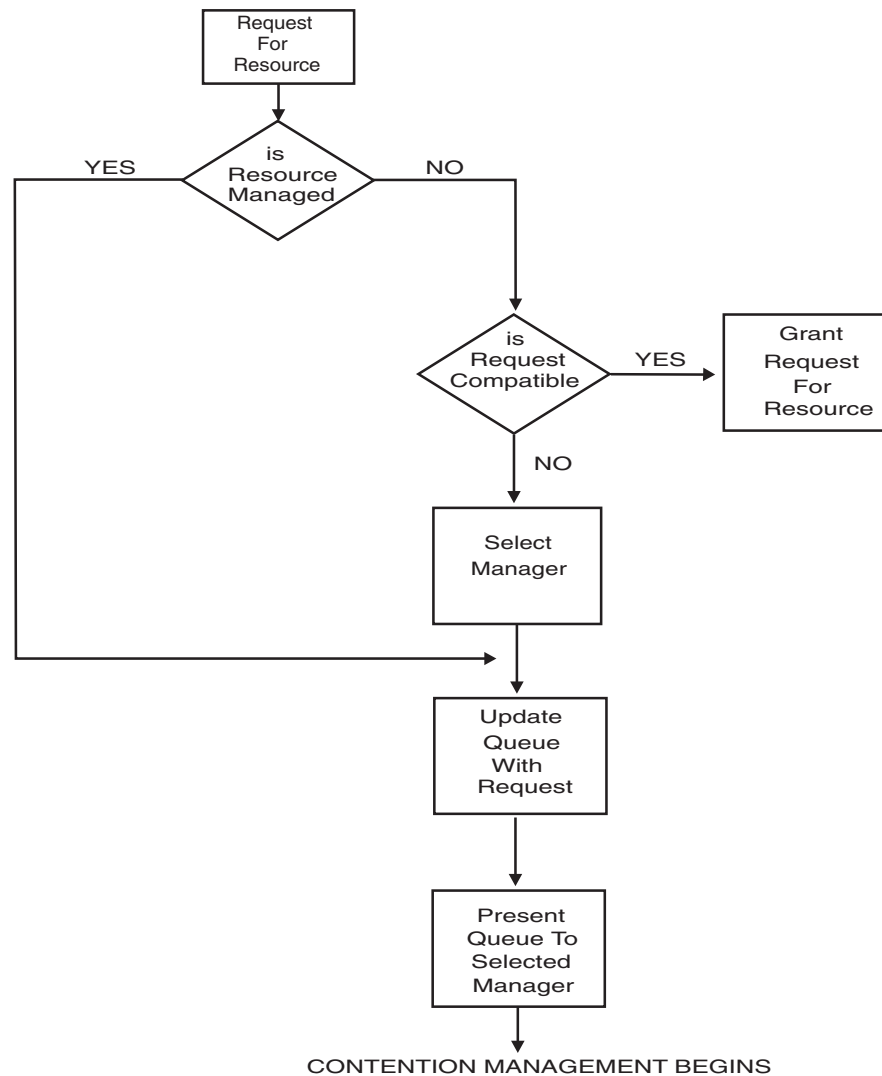 Request
For
Resource
is
Resource
Managed
YES
NO
is
Request
Compatible
YES
Grant
Request
For
Resource
NO
Select
Manager
Update
Queue
With
Request
Present
Queue To
Selected
Manager
CONTENTION MANAGEMENT BEGINS